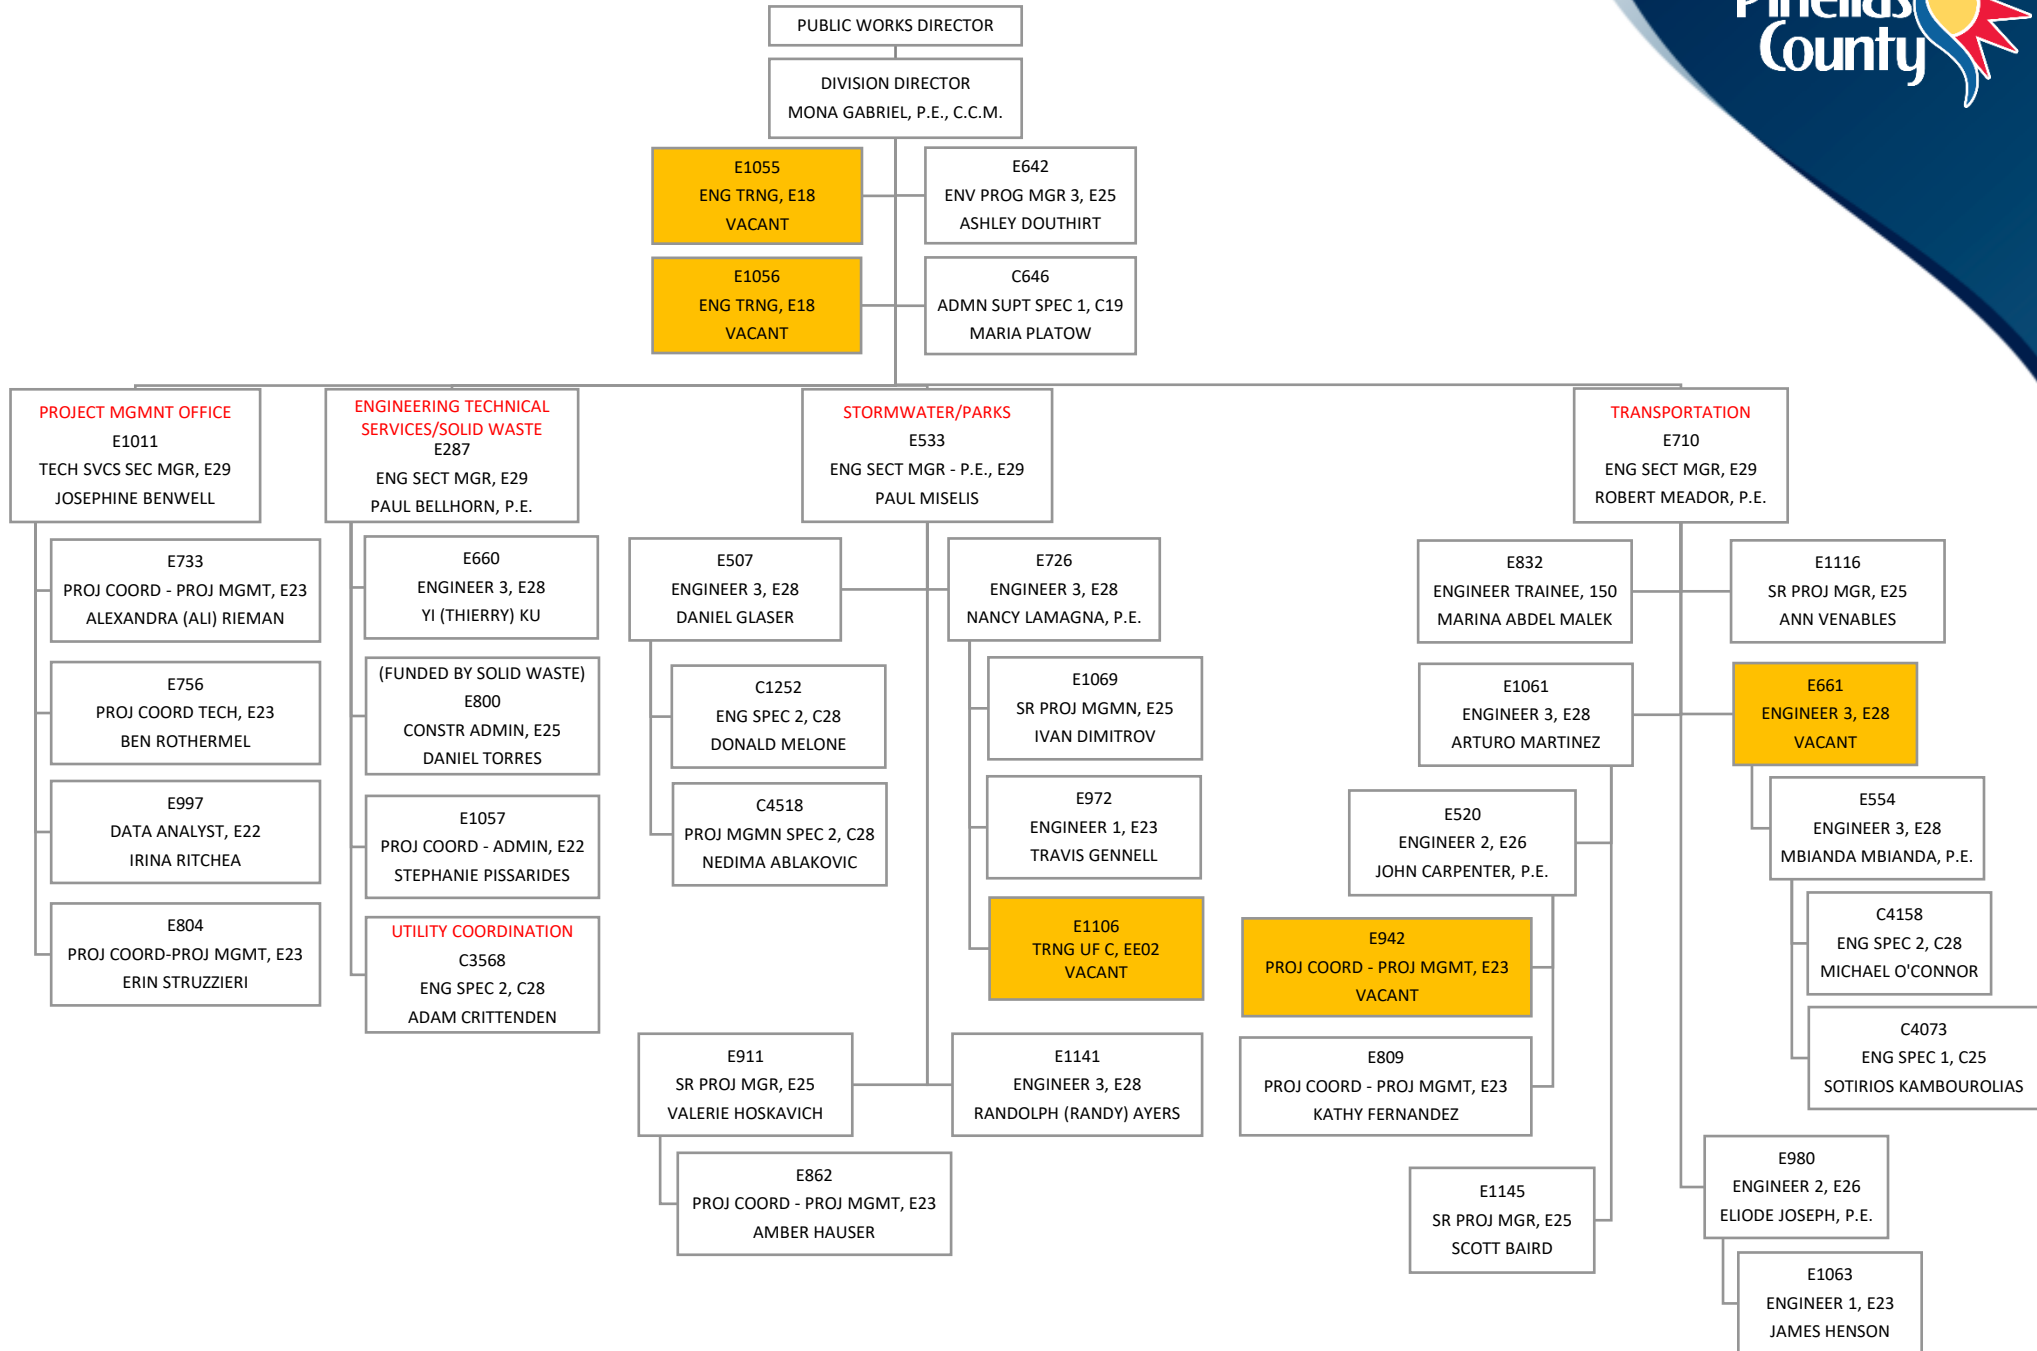 Pinellas
County
PUBLIC WORKS DIRECTOR
DIVISION DIRECTOR
MONA GABRIEL, P.E., C.C.M.
E1055
ENG TRNG, E18
VACANT
E642
ENV PROG MGR 3, E25
ASHLEY DOUTHIRT
E1056
ENG TRNG, E18
VACANT
C646
ADMN SUPT SPEC 1, C19
MARIA PLATOW
PROJECT MGMNT OFFICE
E1011
TECH SVCS SEC MGR, E29
JOSEPHINE BENWELL
E733
PROJ COORD - PROJ MGMT, E23
ALEXANDRA (ALI) RIEMAN
E756
PROJ COORD TECH, E23
BEN ROTHERMEL
E997
DATA ANALYST, E22
IRINA RITCHEA
E804
PROJ COORD-PROJ MGMT, E23
ERIN STRUZZIERI
ENGINEERING TECHNICAL
SERVICES/SOLID WASTE
E287
ENG SECT MGR, E29
PAUL BELLHORN, P.E.
E660
ENGINEER 3, E28
YI (THIERRY) KU
(FUNDED BY SOLID WASTE)
E800
CONSTR ADMIN, E25
DANIEL TORRES
E1057
PROJ COORD - ADMIN, E22
STEPHANIE PISSARIDES
UTILITY COORDINATION
C3568
ENG SPEC 2, C28
ADAM CRITTENDEN
STORMWATER/PARKS
E533
ENG SECT MGR - P.E., E29
PAUL MISELIS
E507
ENGINEER 3, E28
DANIEL GLASER
C1252
ENG SPEC 2, C28
DONALD MELONE
C4518
PROJ MGMN SPEC 2, C28
NEDIMA ABLAKOVIC
E726
ENGINEER 3, E28
NANCY LAMAGNA, P.E.
E1069
SR PROJ MGMN, E25
IVAN DIMITROV
E972
ENGINEER 1, E23
TRAVIS GENNELL
E1106
TRNG UF C, EE02
VACANT
E911
SR PROJ MGR, E25
VALERIE HOSKAVICH
E862
PROJ COORD - PROJ MGMT, E23
AMBER HAUSER
E1141
ENGINEER 3, E28
RANDOLPH (RANDY) AYERS
TRANSPORTATION
E710
ENG SECT MGR, E29
ROBERT MEADOR, P.E.
E832
ENGINEER TRAINEE, 150
MARINA ABDEL MALEK
E1116
SR PROJ MGR, E25
ANN VENABLES
E1061
ENGINEER 3, E28
ARTURO MARTINEZ
E520
ENGINEER 2, E26
JOHN CARPENTER, P.E.
E942
PROJ COORD - PROJ MGMT, E23
VACANT
E809
PROJ COORD - PROJ MGMT, E23
KATHY FERNANDEZ
E1145
SR PROJ MGR, E25
SCOTT BAIRD
E661
ENGINEER 3, E28
VACANT
E554
ENGINEER 3, E28
MBIANDA MBIANDA, P.E.
C4158
ENG SPEC 2, C28
MICHAEL O'CONNOR
C4073
ENG SPEC 1, C25
SOTIRIOS KAMBOUROLIAS
E980
ENGINEER 2, E26
ELIODE JOSEPH, P.E.
E1063
ENGINEER 1, E23
JAMES HENSON